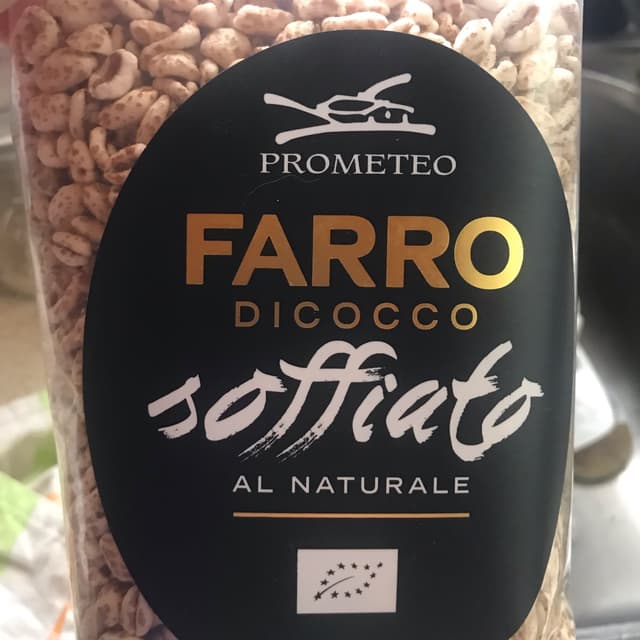 PROMETEO
FARRO
DICOCCO
soffiato
AL NATURALE